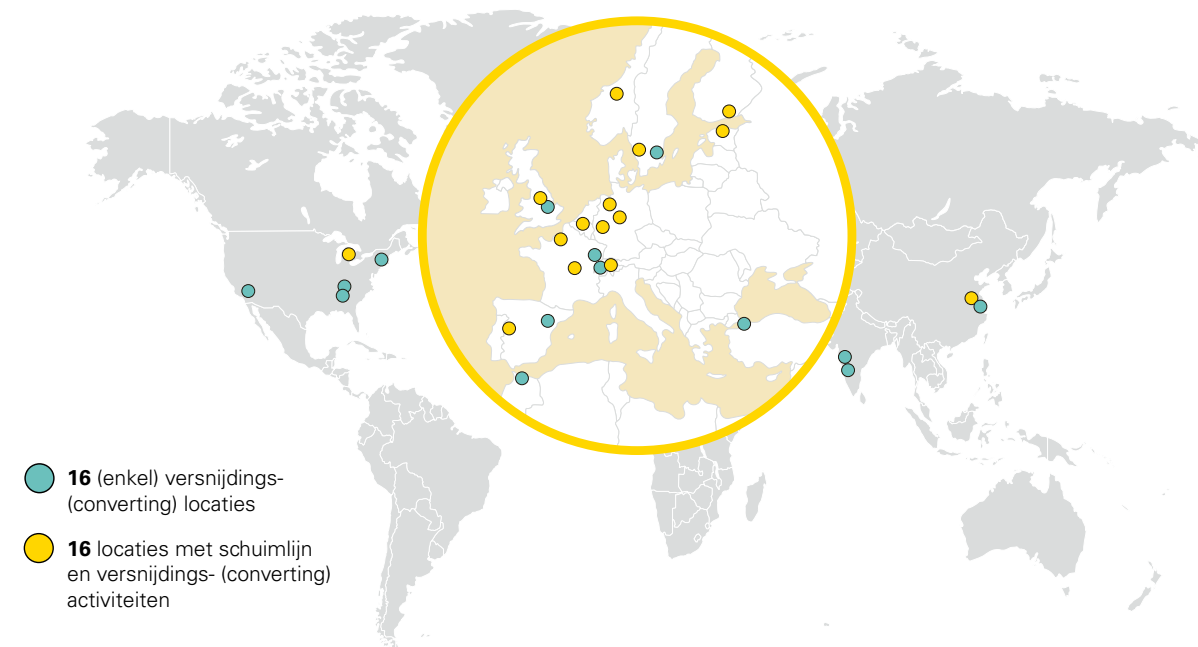 16 (enkel) versnijdings-
(converting) locaties
16 locaties met schuimlijn
en versnijdings- (converting)
activiteiten